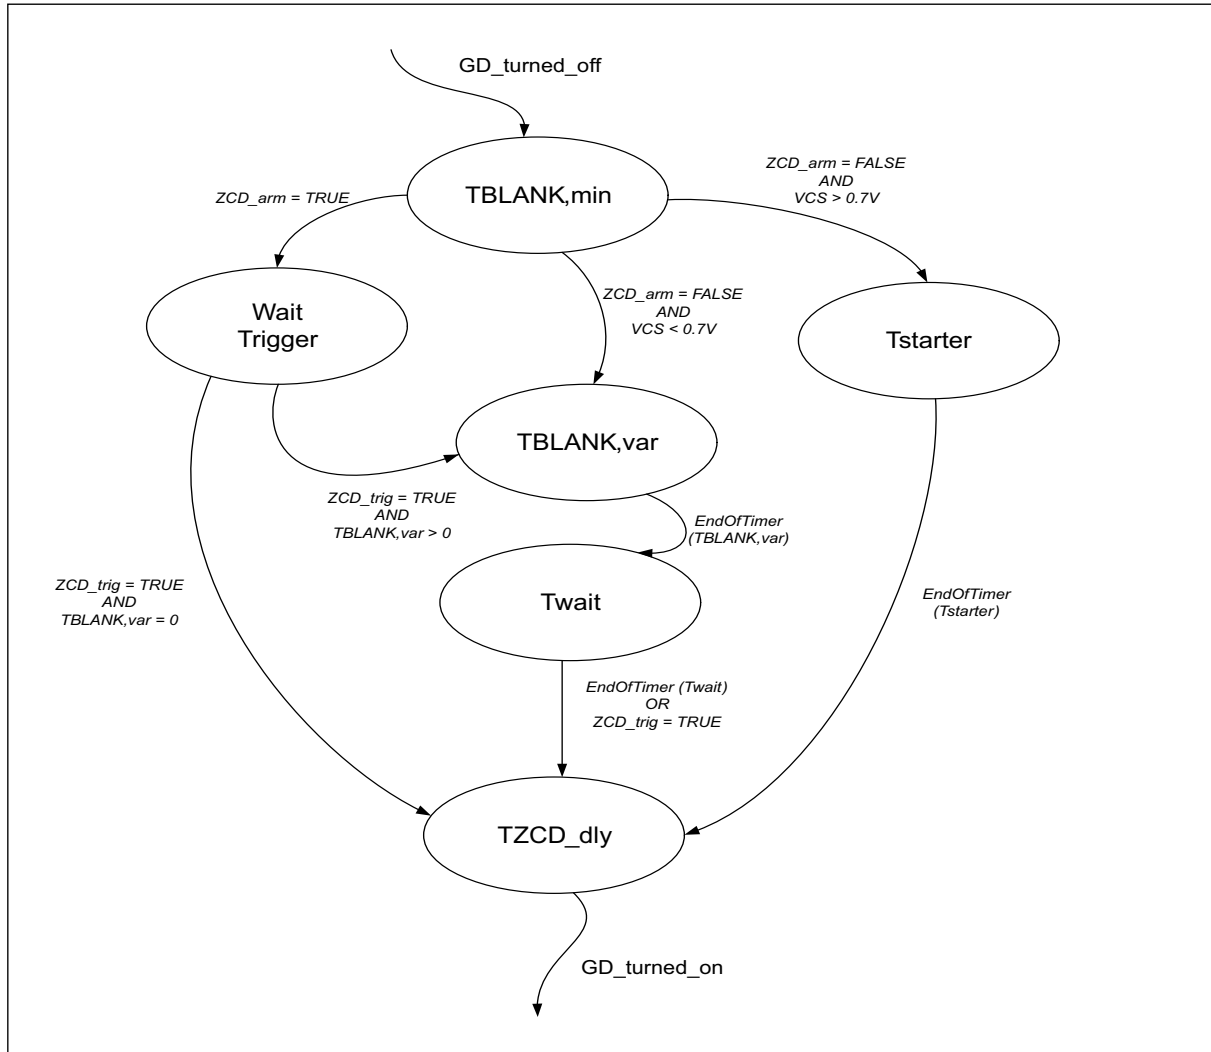 GD_turned_off
TBLANK,min
ZCD_arm = TRUE
ZCD_arm = FALSE
AND
VCS > 0.7V
Wait
Trigger
ZCD_arm = FALSE
AND
VCS < 0.7V
Tstarter
TBLANK,var
ZCD_trig = TRUE
AND
TBLANK,var > 0
EndOfTimer
(TBLANK,var)
Twait
ZCD_trig = TRUE
AND
TBLANK,var = 0
EndOfTimer
(Tstarter)
EndOfTimer (Twait)
OR
ZCD_trig = TRUE
TZCD_dly
GD_turned_on